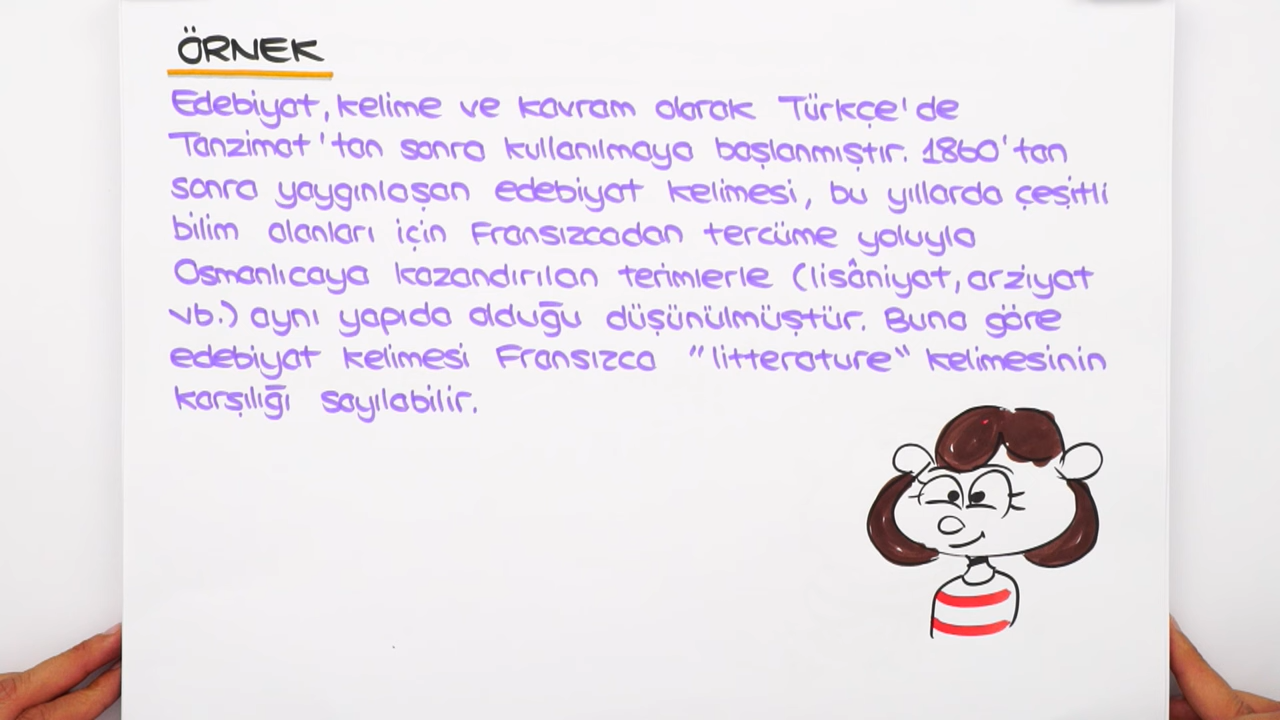 ÖRNEK
Edebiyat, kelime ve kavram olarak Türkçe'de
Tanzimat'tan sonra kullanılmaya başlanmıştır. 1860'tan
sonra yaygınlaşan edebiyat kelimesi, bu yıllarda çeşitli
bilim alanları için Fransızcadan tercüme yoluyla
Osmanlıcaya kazandırılan terimlerle (lisâniyat, arziyat
vb.) aynı yapıda olduğu düşünülmüştür. Buna göre
edebiyat kelimesi Fransızca "litterature" kelimesinin
karşılığı sayılabilir.